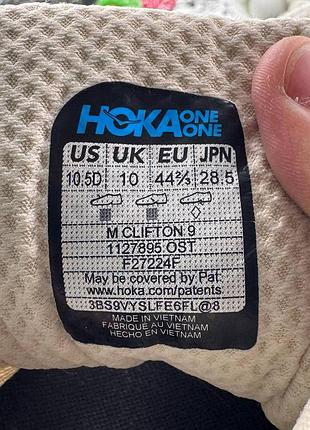 HOKA ONE ONE
US UK EU JPN
10.5D 10 44⅔ 28.5
M CLIFTON 9
1127895 OST
F27224F
May be covered by Pat.
www.hoka.com/patents
3BS9VYSLFE6FL@8
MADE IN VIETNAM
FABRIQUÉ AU VIETNAM
HECHO EN VIETNAM